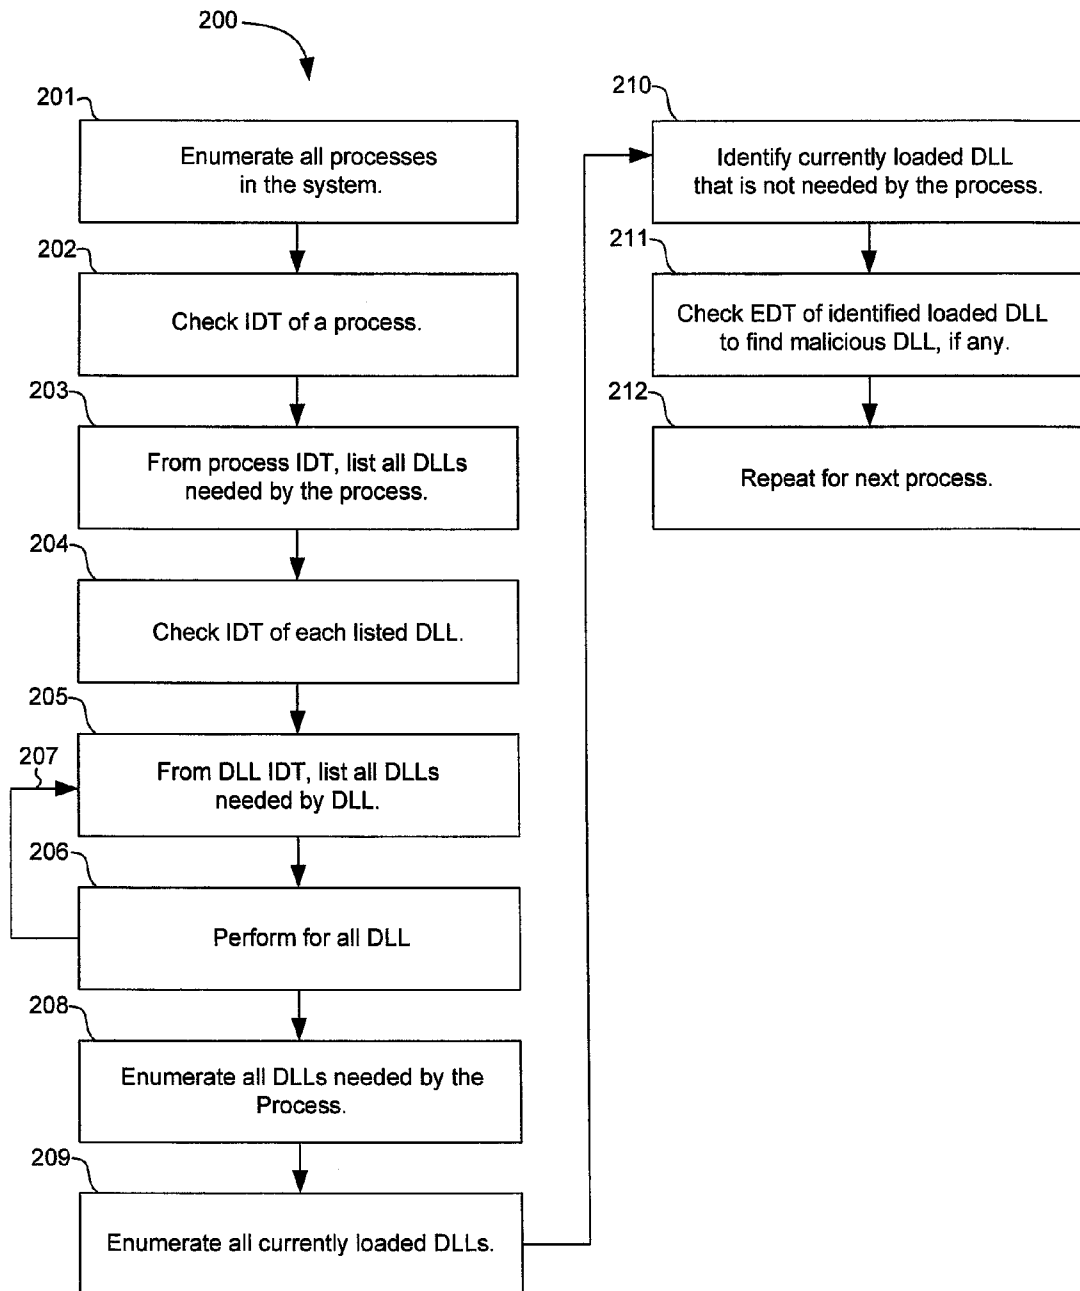 200
201
Enumerate all processes
in the system.
202
Check IDT of a process.
203
From process IDT, list all DLLs
needed by the process.
204
Check IDT of each listed DLL.
205
207
From DLL IDT, list all DLLs
needed by DLL.
206
Perform for all DLL
208
Enumerate all DLLs needed by the
Process.
209
Enumerate all currently loaded DLLs.
210
Identify currently loaded DLL
that is not needed by the process.
211
Check EDT of identified loaded DLL
to find malicious DLL, if any.
212
Repeat for next process.